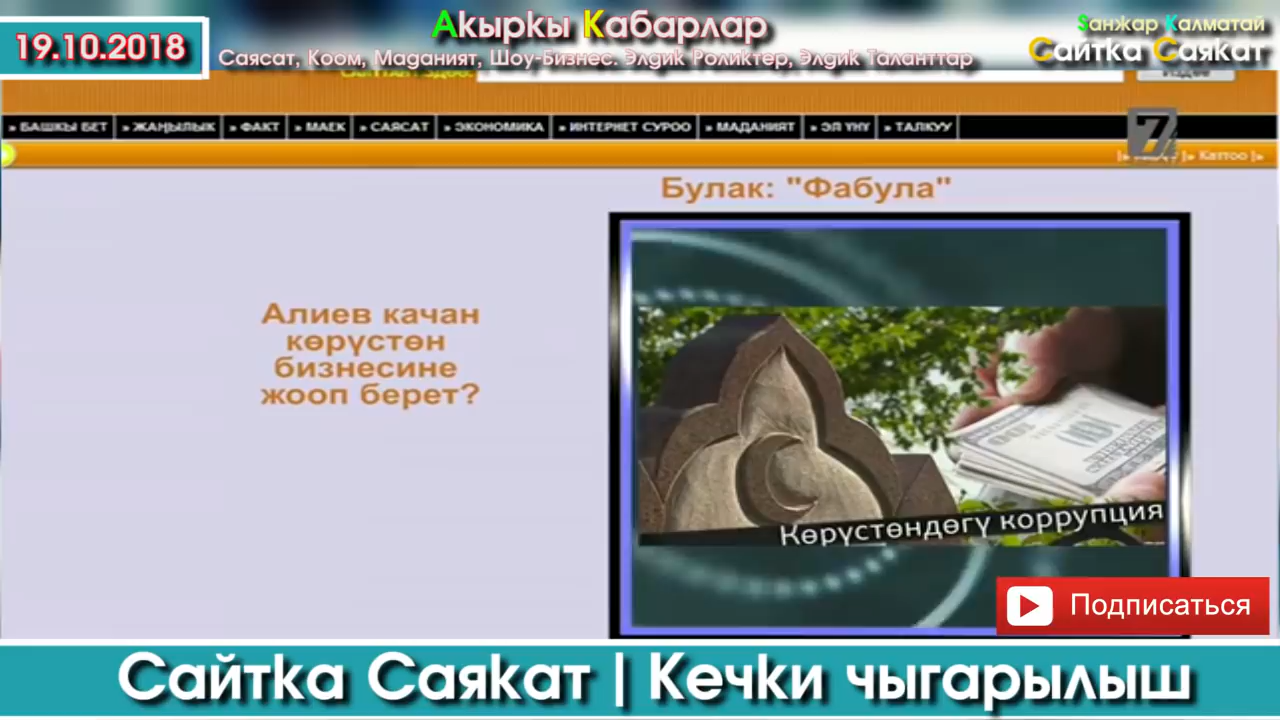 19.10.2018
Акыркы Кабарлар
Саясат, Коом, Маданият, Шоу-Бизнес. Элдик Роликтер, Элдик Таланттар
Санжар Калматай
Сайтка Саякат
» БАШКЫ БЕТ » ЖАҢЫЛЫК » ФАКТ » МАЕК » САЯСАТ » ЭКОНОМИКА » ИНТЕРНЕТ СУРОО » МАДАНИЯТ » ЭЛ ҮНҮ » ТАЛКУУ
7
|» Каттоо |»
Булак: "Фабула"
Алиев качан
көрүстөн
бизнесине
жооп берет?
Көрүстөндөгү коррупция
Подписаться
Сайтка Саякат | Кечки чыгарылыш